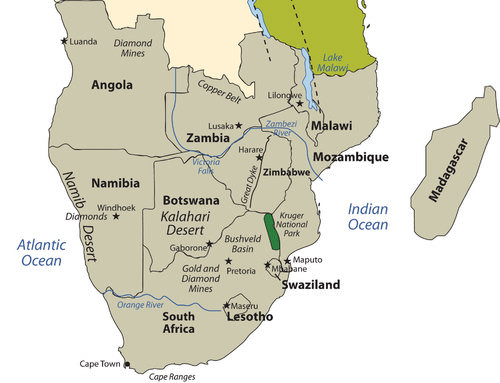 Luanda
Diamond
Mines
Angola
Copper Belt
Lake
Malawi
Lilongwe
Lusaka
Zambia
Zambezi
River
Malawi
Mozambique
Victoria
Falls
Harare
Great Dyke
Zimbabwe
Madagascar
Namibia
Windhoek
Diamonds
Namib
Desert
Botswana
Kalahari
Desert
Gaborone
Bushveld
Basin
Kruger
National
Park
Indian
Ocean
Atlantic
Ocean
Gold and
Diamond
Mines
Pretoria
Maputo
Mbabane
Swaziland
Orange River
Maseru
Lesotho
South
Africa
Cape Town
Cape Ranges